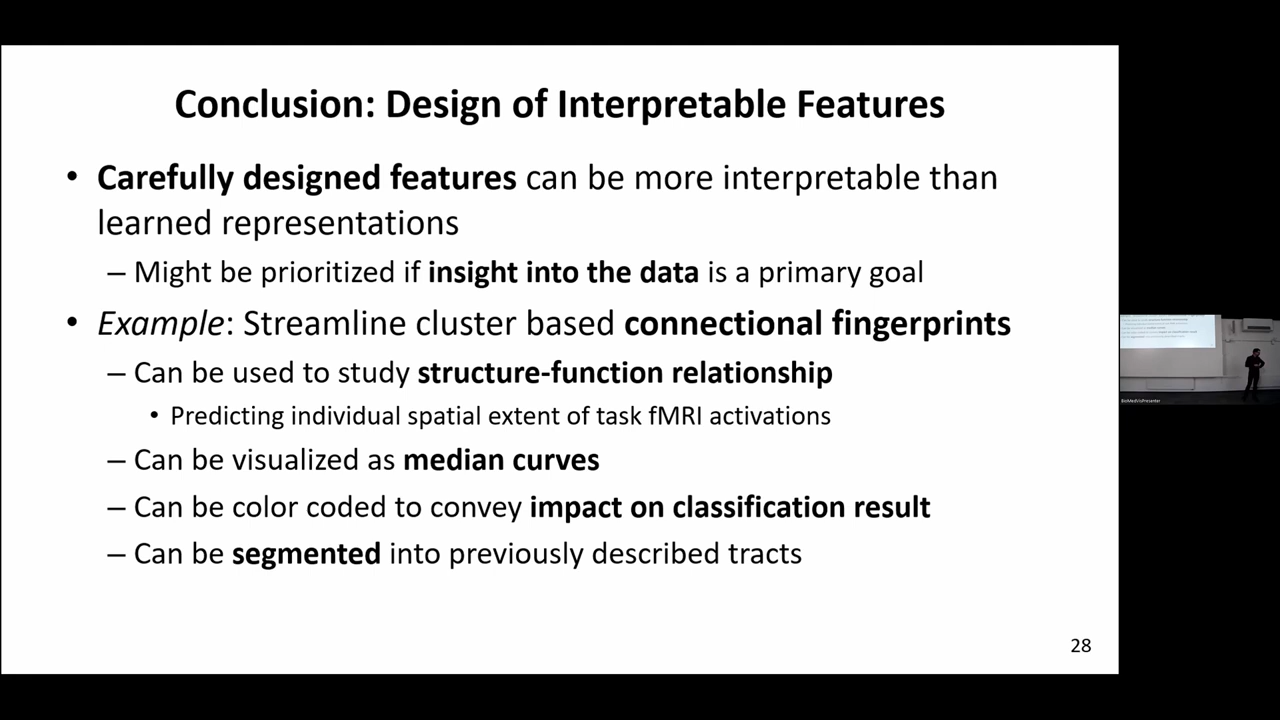 Conclusion: Design of Interpretable Features
• Carefully designed features can be more interpretable than
learned representations
– Might be prioritized if insight into the data is a primary goal
• Example: Streamline cluster based connectional fingerprints
– Can be used to study structure-function relationship
• Predicting individual spatial extent of task fMRI activations
– Can be visualized as median curves
– Can be color coded to convey impact on classification result
– Can be segmented into previously described tracts
28
BioMedVisPresenter